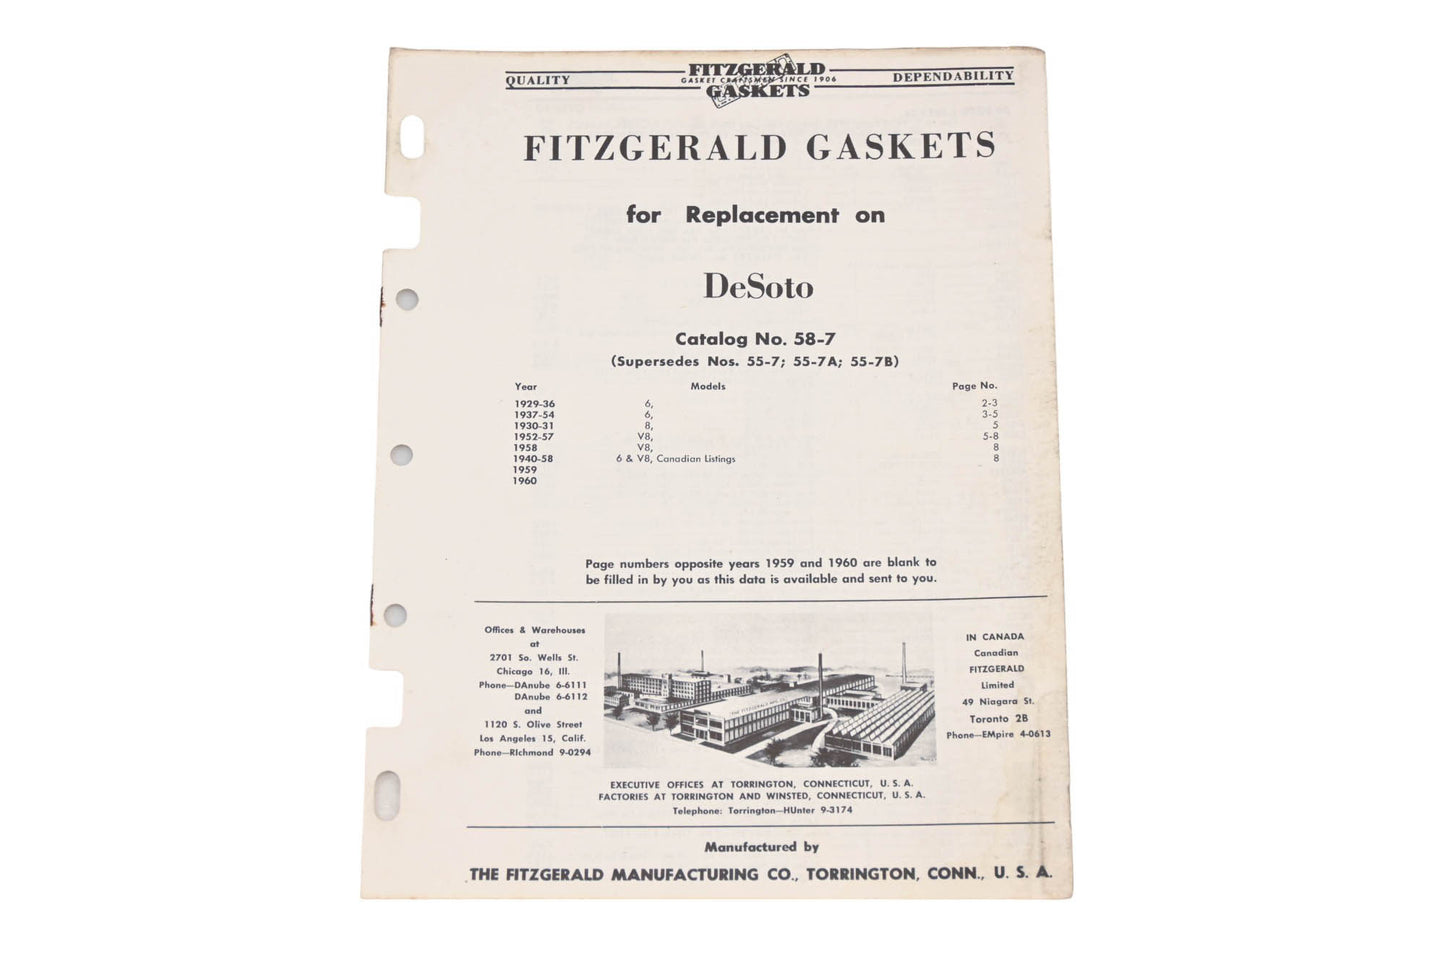 QUALITY
FITZGERALD
GASKET CRAFTSMEN SINCE 1906
GASKETS
DEPENDABILITY
FITZGERALD GASKETS
for Replacement on
DeSoto
Catalog No. 58-7
(Supersedes Nos. 55-7; 55-7A; 55-7B)
Year Models Page No.
1929-36 6, 2-3
1937-54 6, 3-5
1930-31 8, 5
1952-57 V8, 5-8
1958 V8, 8
1940-58 6 & V8, Canadian Listings 8
1959
1960
Page numbers opposite years 1959 and 1960 are blank to
be filled in by you as this data is available and sent to you.
Offices & Warehouses
at
2701 So. Wells St.
Chicago 16, Ill.
Phone—DAnube 6-6111
DAnube 6-6112
and
1120 S. Olive Street
Los Angeles 15, Calif.
Phone—RIchmond 9-0294
THE FITZGERALD MFG. CO.
IN CANADA
Canadian
FITZGERALD
Limited
49 Niagara St.
Toronto 2B
Phone—EMpire 4-0613
EXECUTIVE OFFICES AT TORRINGTON, CONNECTICUT, U. S. A.
FACTORIES AT TORRINGTON AND WINSTED, CONNECTICUT, U. S. A.
Telephone: Torrington—HUnter 9-3174
Manufactured by
THE FITZGERALD MANUFACTURING CO., TORRINGTON, CONN., U. S. A.